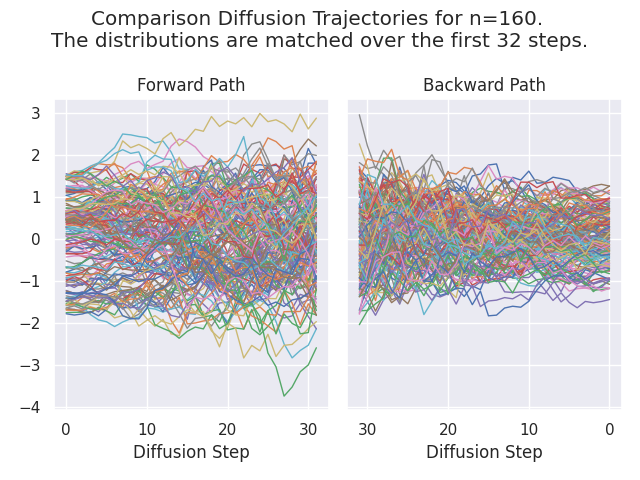 Comparison Diffusion Trajectories for n=160.
The distributions are matched over the first 32 steps.
Forward Path
Backward Path
3
2
1
0
−1
−2
−3
−4
0 10 20 30
30 20 10 0
Diffusion Step
Diffusion Step